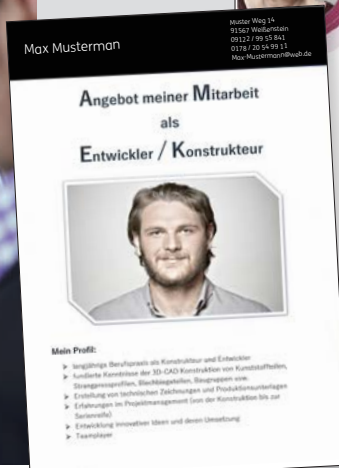 Max Musterman
Muster Weg 14
91567 Weißenstein
09122 / 99 55 841
0178 / 20 54 99 11
Max-Mustermann@web.de
Angebot meiner Mitarbeit
als
Entwickler / Konstrukteur
Mein Profil:
➢ langjährige Berufspraxis als Konstrukteur und Entwickler
➢ fundierte Kenntnisse der 3D-CAD Konstruktion von Kunststoffteilen,
Strangpressprofilen, Blechbiegeteilen, Baugruppen usw.
➢ Erstellung von technischen Zeichnungen und Produktionsunterlagen
➢ Erfahrungen im Projektmanagement (von der Konstruktion bis zur
Serienreife)
➢ Entwicklung innovativer Ideen und deren Umsetzung
➢ Teamplayer